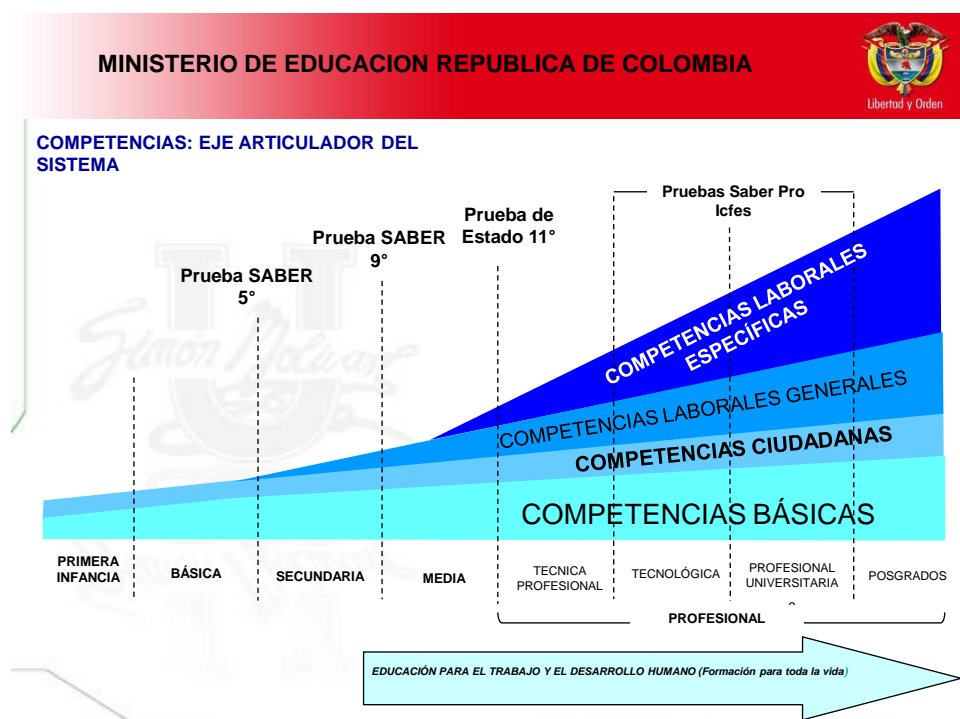 MINISTERIO DE EDUCACION REPUBLICA DE COLOMBIA
Libertad y Orden
COMPETENCIAS: EJE ARTICULADOR DEL
SISTEMA
Pruebas Saber Pro
Icfes
Prueba de
Estado 11°
Prueba SABER
9°
Prueba SABER
5°
COMPETENCIAS LABORALES
ESPECÍFICAS
COMPETENCIAS LABORALES GENERALES
COMPETENCIAS CIUDADANAS
COMPETENCIAS BÁSICAS
PRIMERA
INFANCIA
BÁSICA
SECUNDARIA
MEDIA
TECNICA
PROFESIONAL
TECNOLÓGICA
PROFESIONAL
UNIVERSITARIA
POSGRADOS
PROFESIONAL
EDUCACIÓN PARA EL TRABAJO Y EL DESARROLLO HUMANO (Formación para toda la vida)
Simón Bolívar